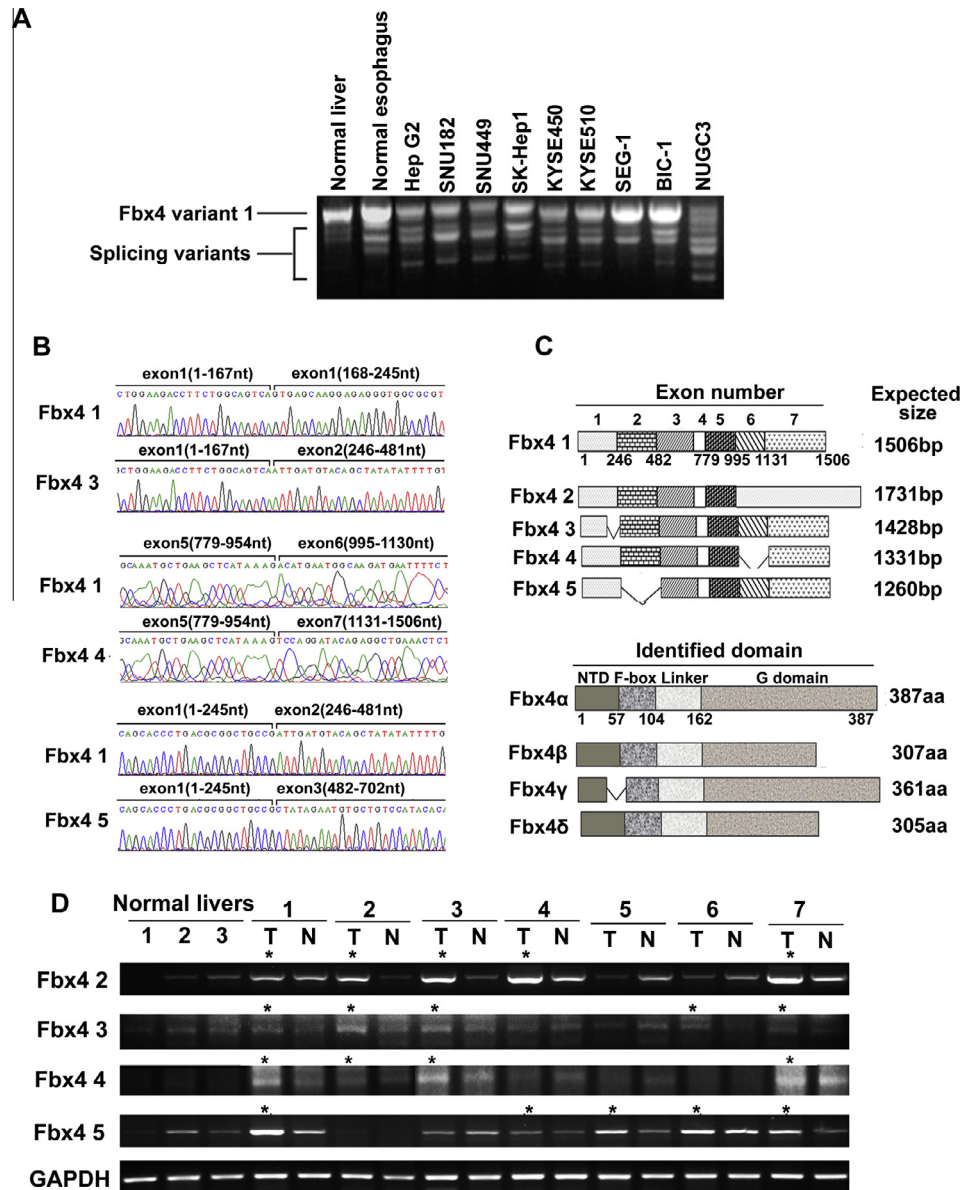 A
Normal liver
Normal esophagus
Hep G2
SNU182
SNU449
SK-Hep1
KYSE450
KYSE510
SEG-1
BIC-1
NUGC3
Fbx4 variant 1
Splicing variants
B
exon1(1-167nt) exon1(168-245nt)
CTGGAAGACCTTCTGGCAGTCAGTGAGCAAGGAGAGGGTGGCGCGT
Fbx4 1
exon1(1-167nt) exon2(246-481nt)
GCTGGAAGACCTTCTGGCAGTCAATTGATGTACAGCTATATATTTTGT
Fbx4 3
exon5(779-954nt) exon6(995-1130nt)
GCAAATGCTGAAGCTCATAAAGACATGAATGGCAAGATGAATTTTCT
Fbx4 1
exon5(779-954nt) exon7(1131-1506nt)
GCAAATGCTGAAGCTCATAAAGTCCAGGATACAGAGGCTGAAACTCT
Fbx4 4
exon1(1-245nt) exon2(246-481nt)
CAGCACCCTGACGCGGCTGCCGATTGATGTACAGCTATATATTTTG
Fbx4 1
exon1(1-245nt) exon3(482-702nt)
CAGCACCCTGACGCGGCTGCCGCTATAGAATGTGCTGTCCATACACA
Fbx4 5
C
Exon number Expected size
1 2 3 4 5 6 7
Fbx4 1 1506bp
1 246 482 779 995 1131 1506
Fbx4 2 1731bp
Fbx4 3 1428bp
Fbx4 4 1331bp
Fbx4 5 1260bp
Identified domain
NTD F-box Linker G domain
Fbx4α 387aa
1 57 104 162 387
Fbx4β 307aa
Fbx4γ 361aa
Fbx4δ 305aa
D
Normal livers 1 2 3 4 5 6 7
1 2 3 T N T N T N T N T N T N T N
* * * * *
Fbx4 2
* * * * *
Fbx4 3
* * * *
Fbx4 4
* * * * *
Fbx4 5
GAPDH